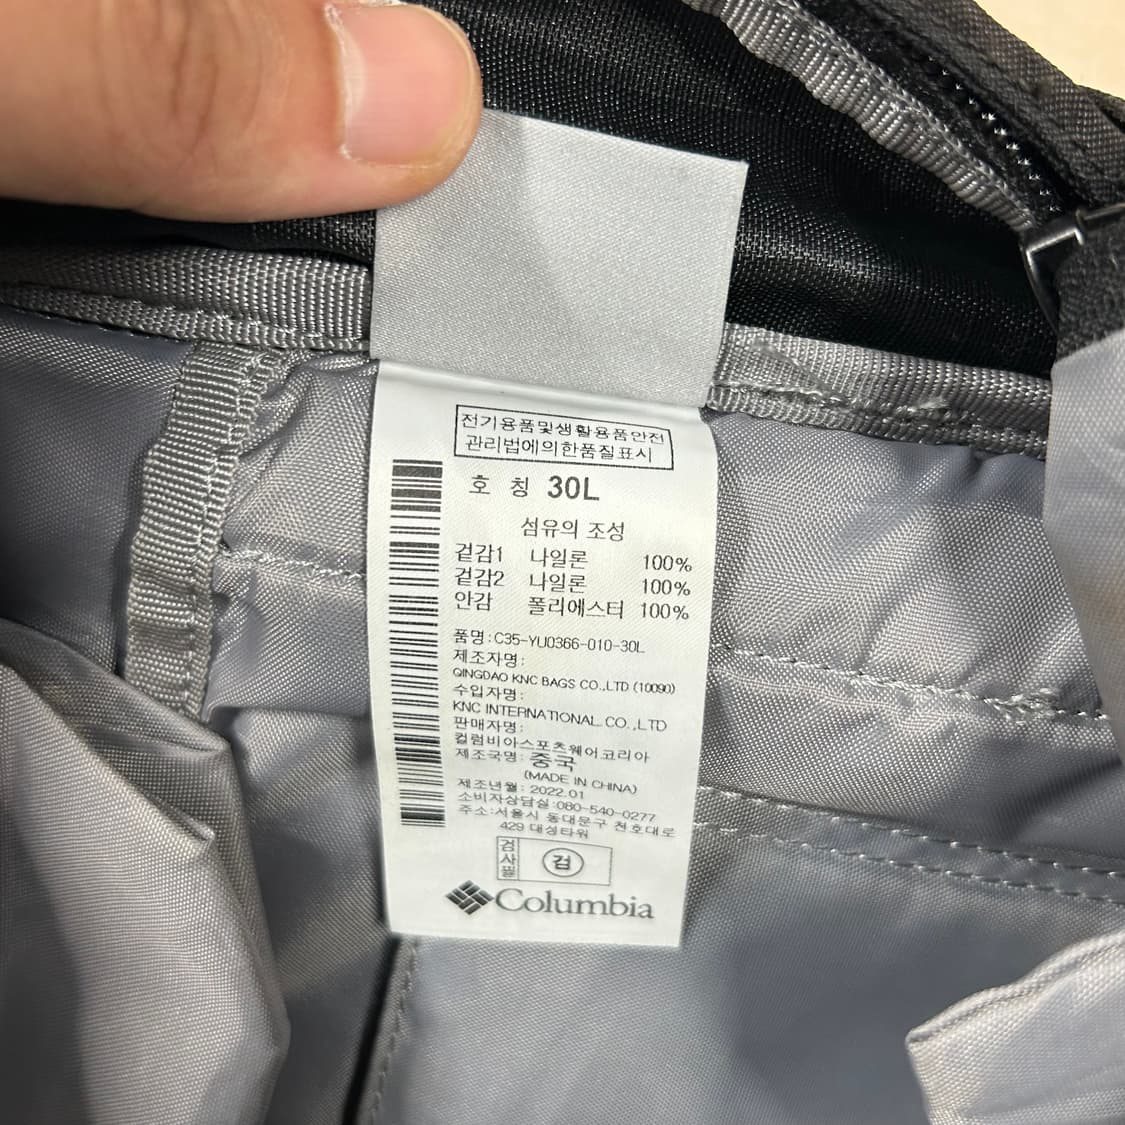 전기용품및생활용품안전
관리법에의한품질표시
호 칭 30L
섬유의 조성
겉감1 나일론 100%
겉감2 나일론 100%
안감 폴리에스터 100%
품명:C35-YU0366-010-30L
제조자명:
QINGDAO KNC BAGS CO.,LTD (10090)
수입자명:
KNC INTERNATIONAL CO.,LTD
판매자명:
컬럼비아스포츠웨어코리아
제조국명: 중국
(MADE IN CHINA)
제조년월: 2022.01
소비자상담실:080-540-0277
주소:서울시 동대문구 천호대로
429 대성타워
검사필 검
Columbia